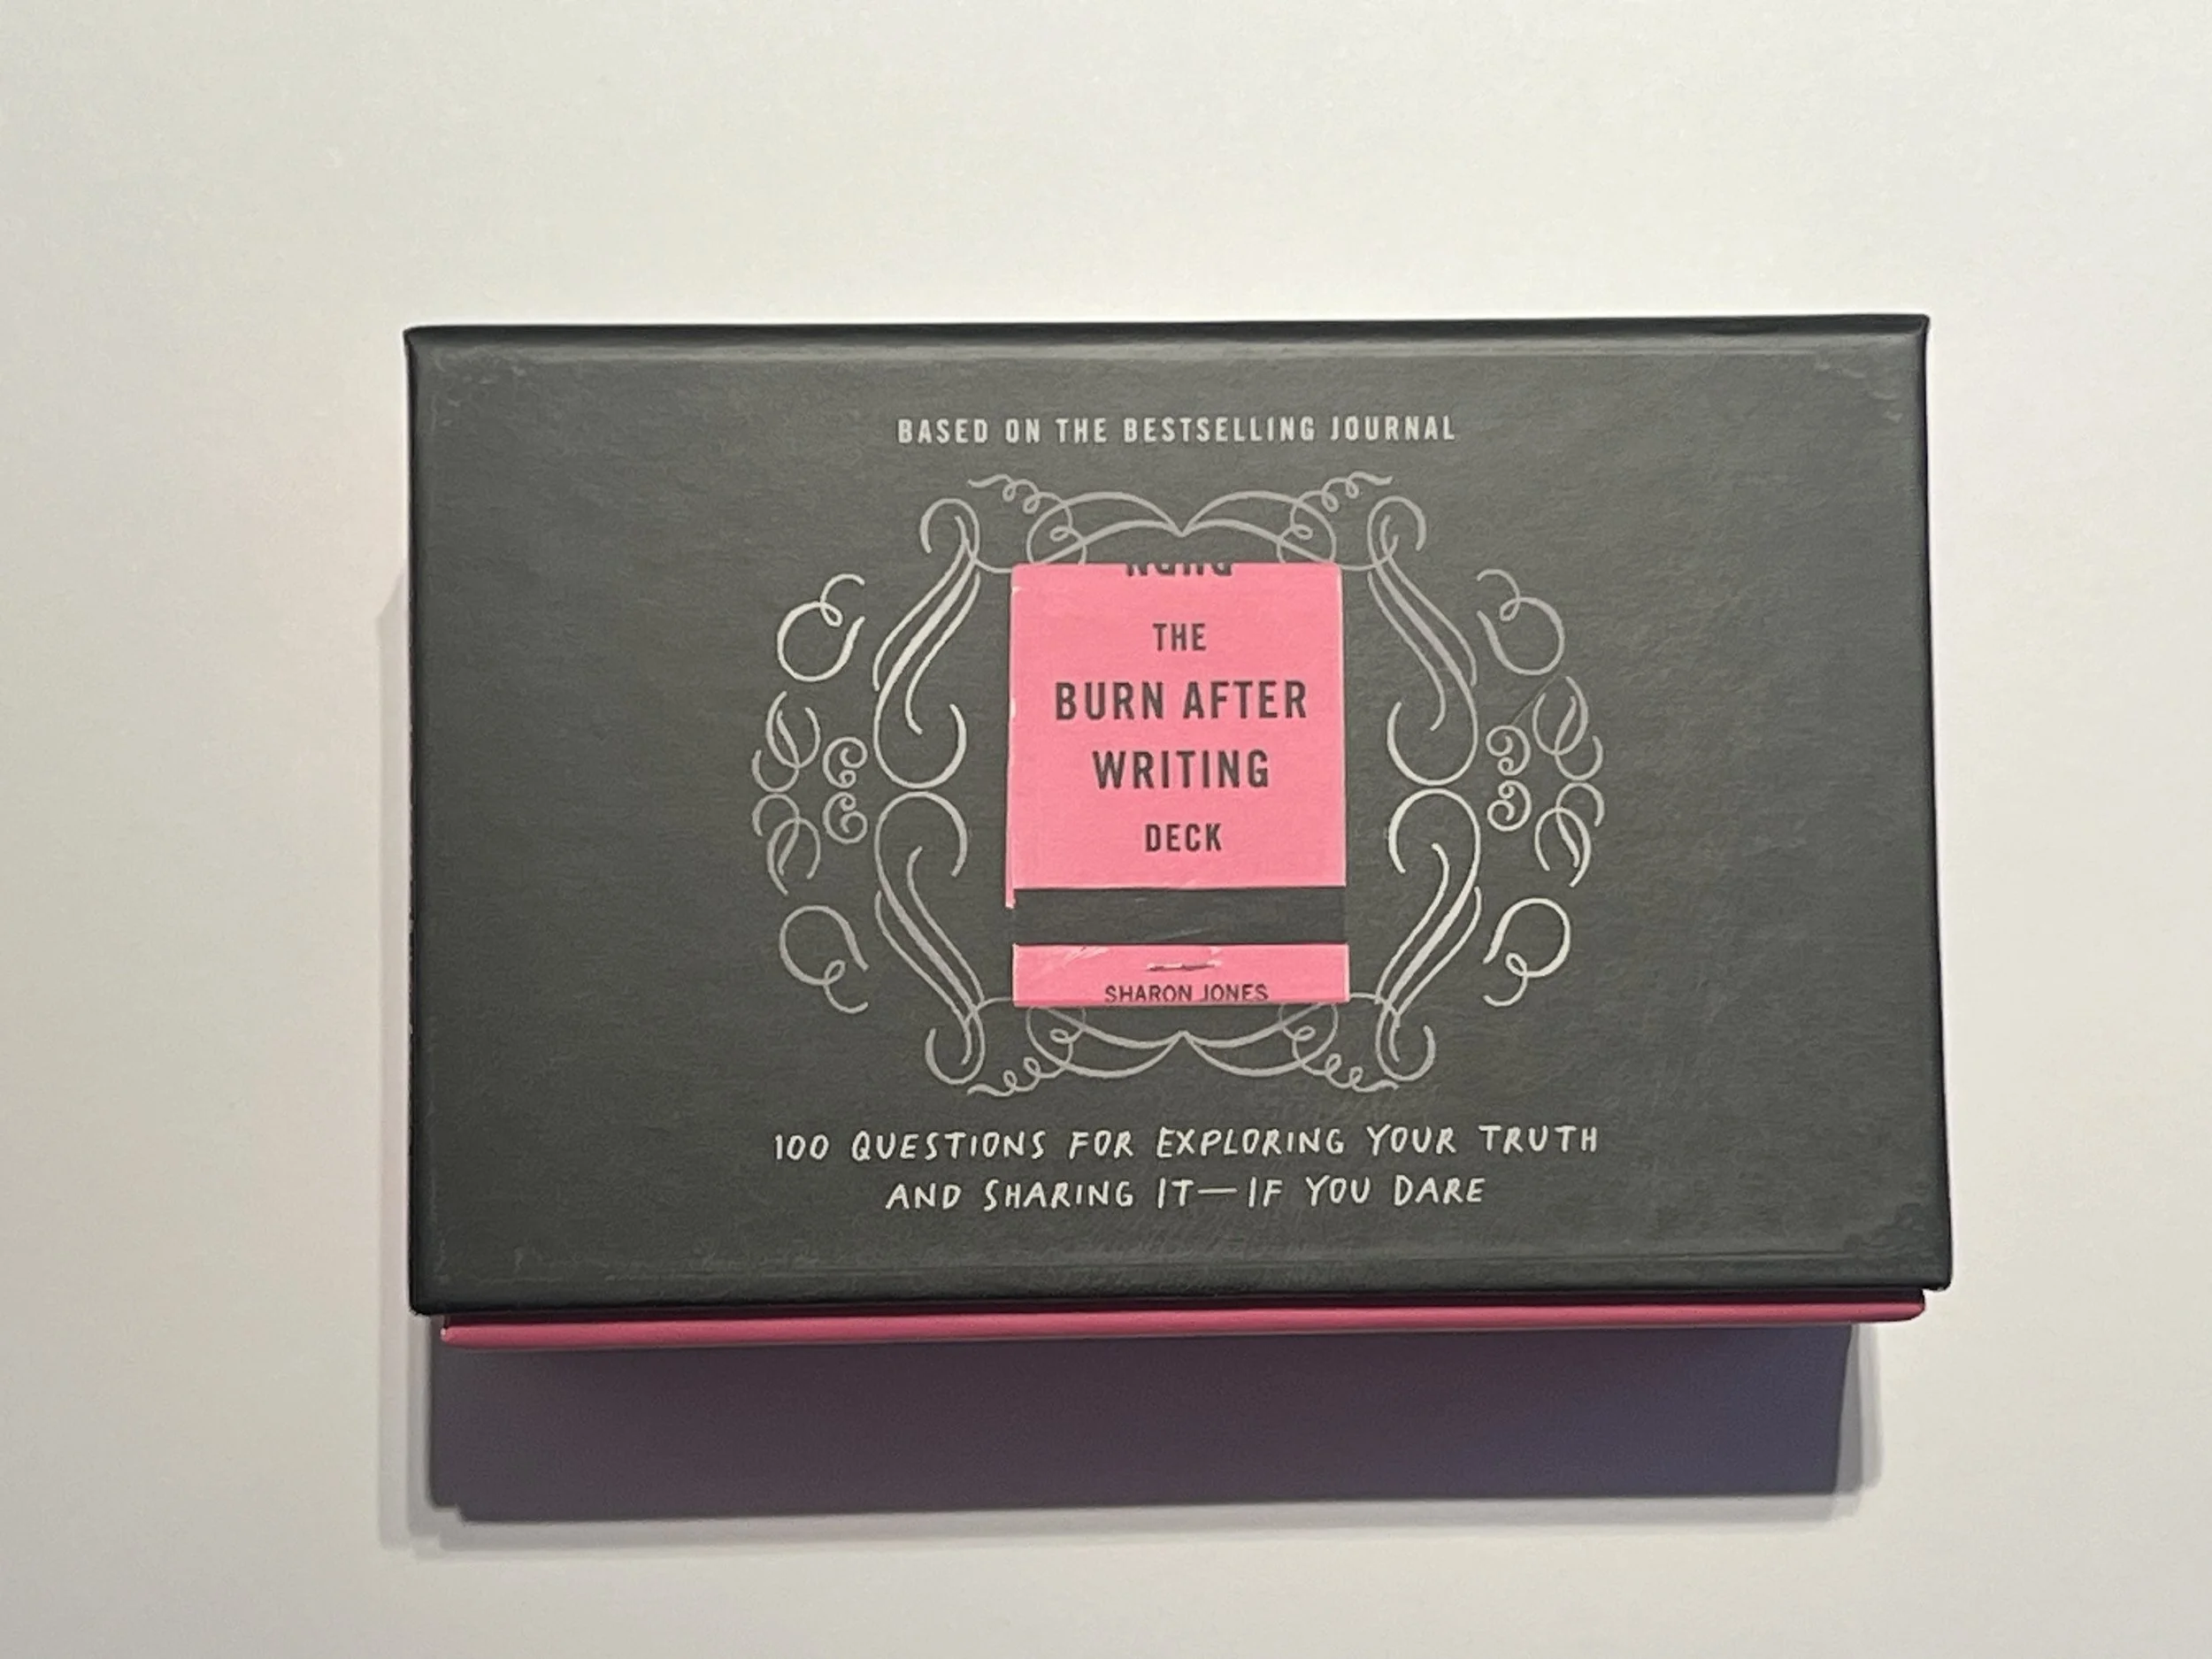 BASED ON THE BESTSELLING JOURNAL
THE
BURN AFTER
WRITING
DECK
SHARON JONES
100 QUESTIONS FOR EXPLORING YOUR TRUTH
AND SHARING IT—IF YOU DARE